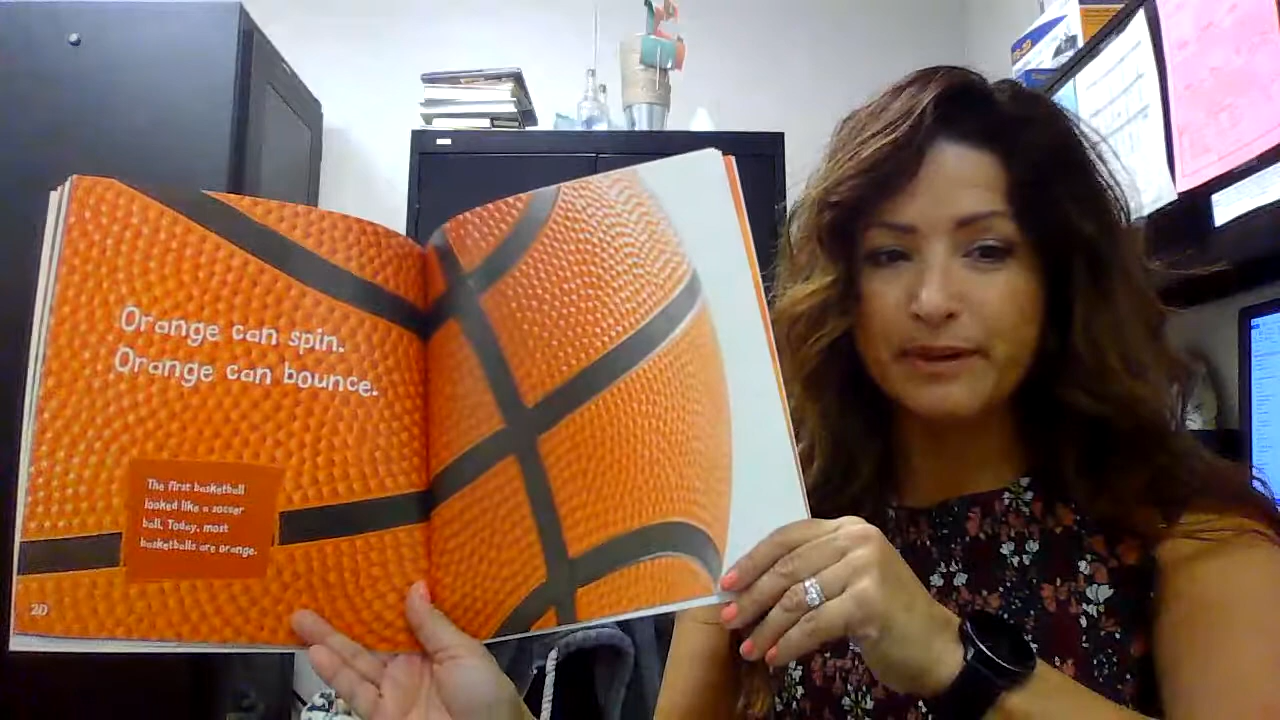 Orange can spin.
Orange can bounce.
The first basketball
looked like a soccer
ball. Today, most
basketballs are orange.
20